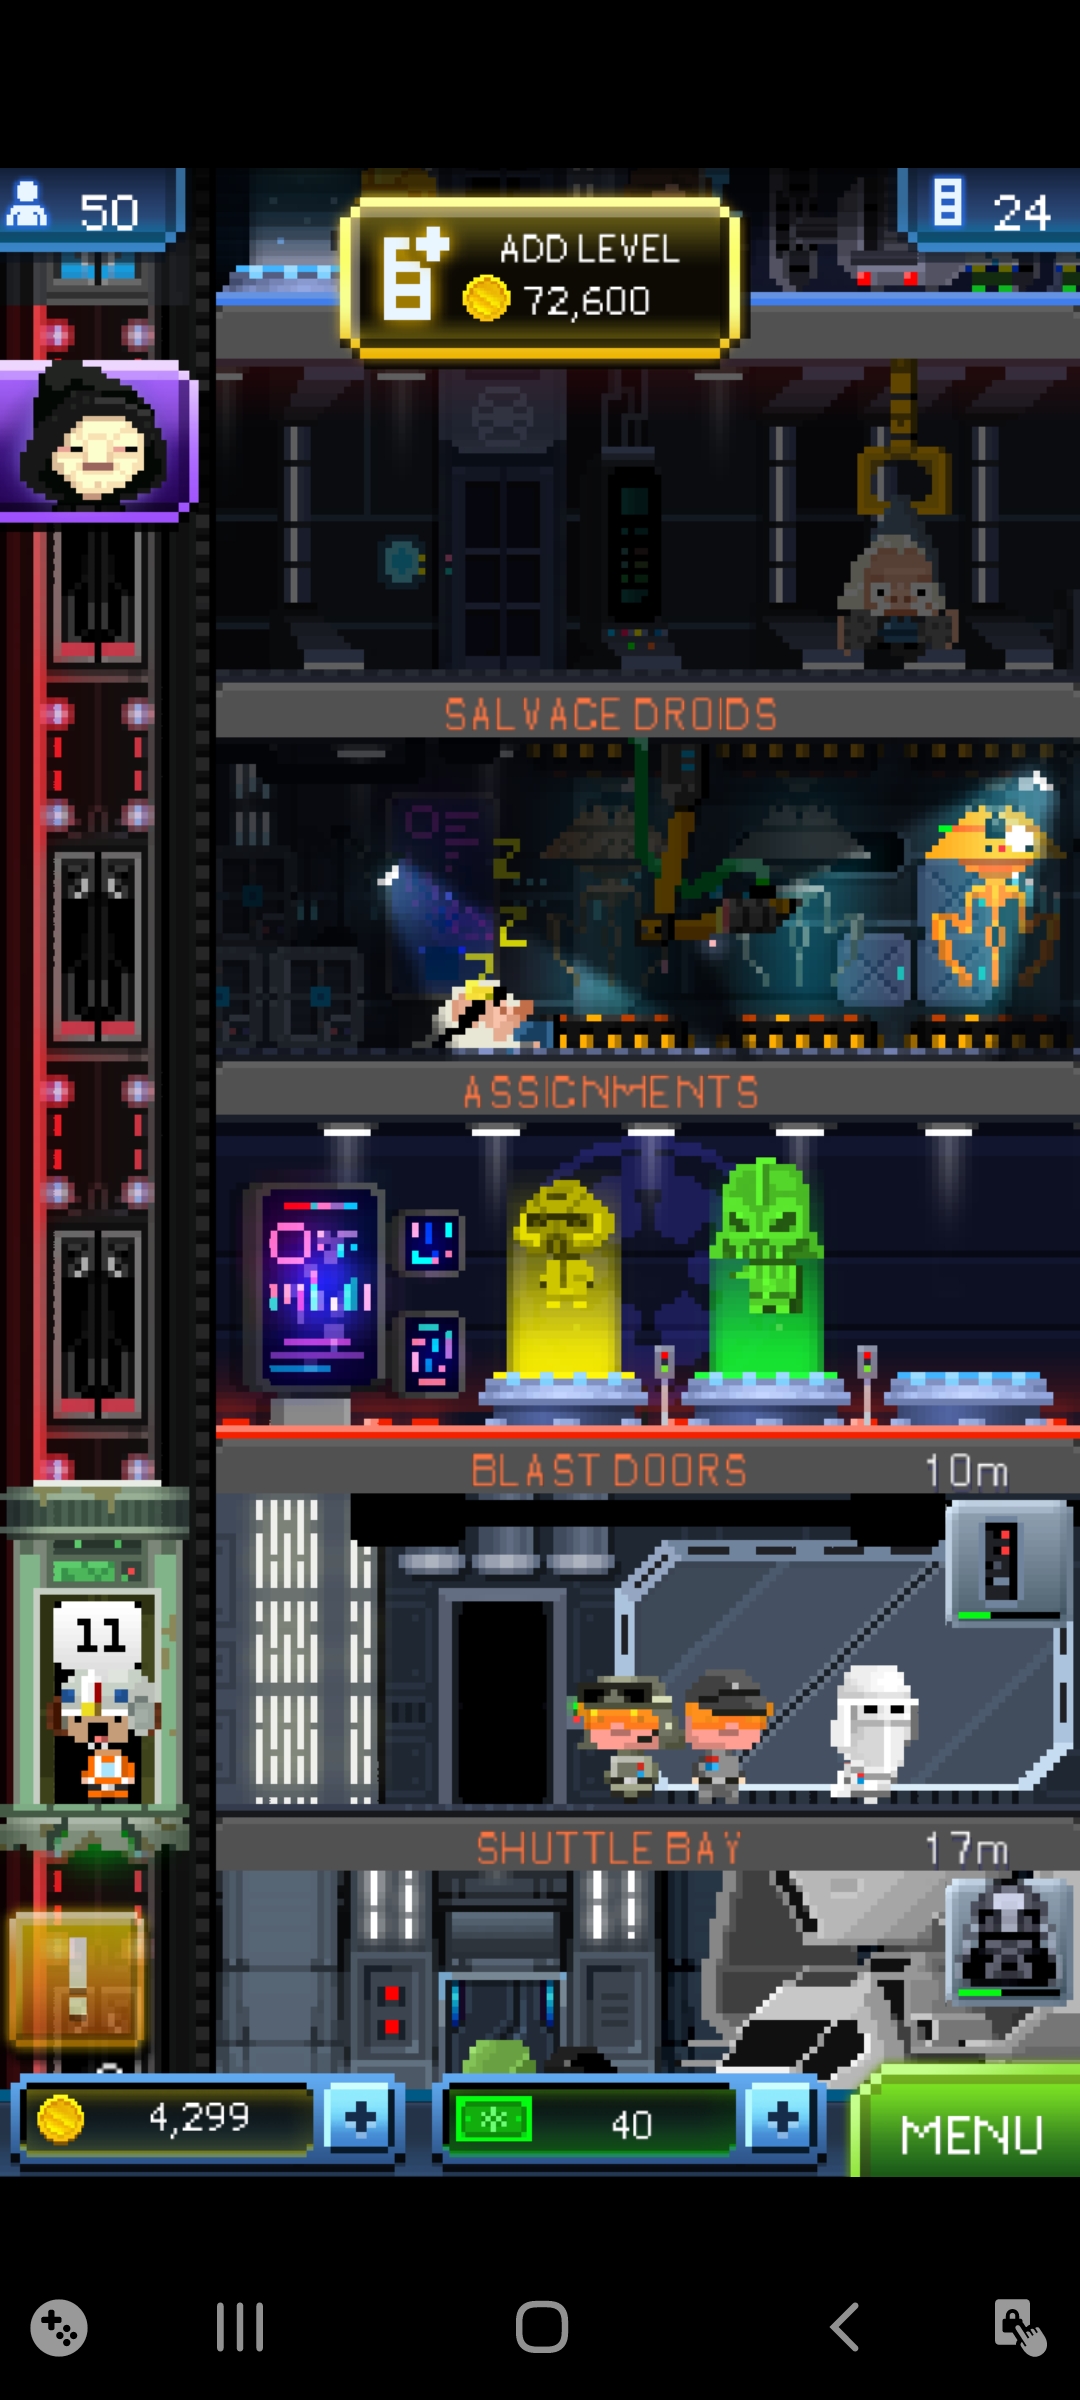 50
24
ADD LEVEL
72,600
SALVAGE DROIDS
Z
Z
Z
ASSIGNMENTS
BLAST DOORS 10m
11
SHUTTLE BAY 17m
!
4,299
40
MENU